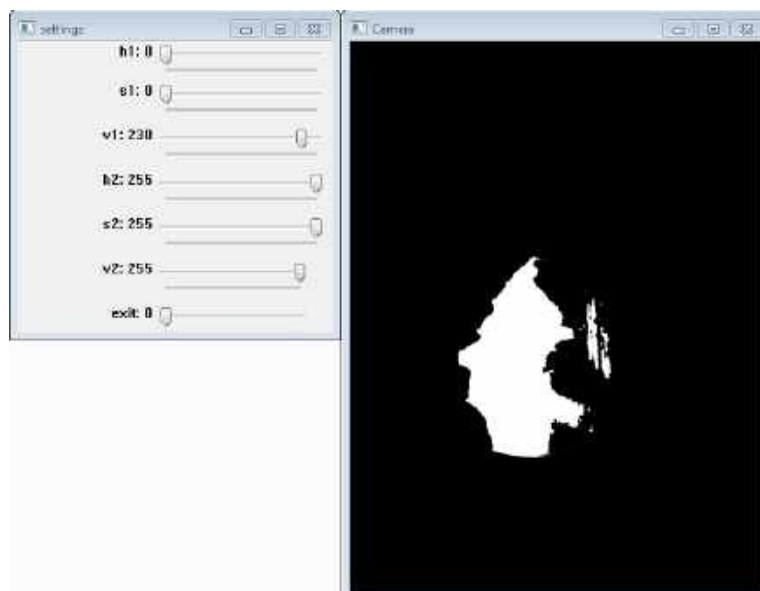 settings
h1: 0
s1: 0
v1: 230
h2: 255
s2: 255
v2: 255
exit: 0
Camera